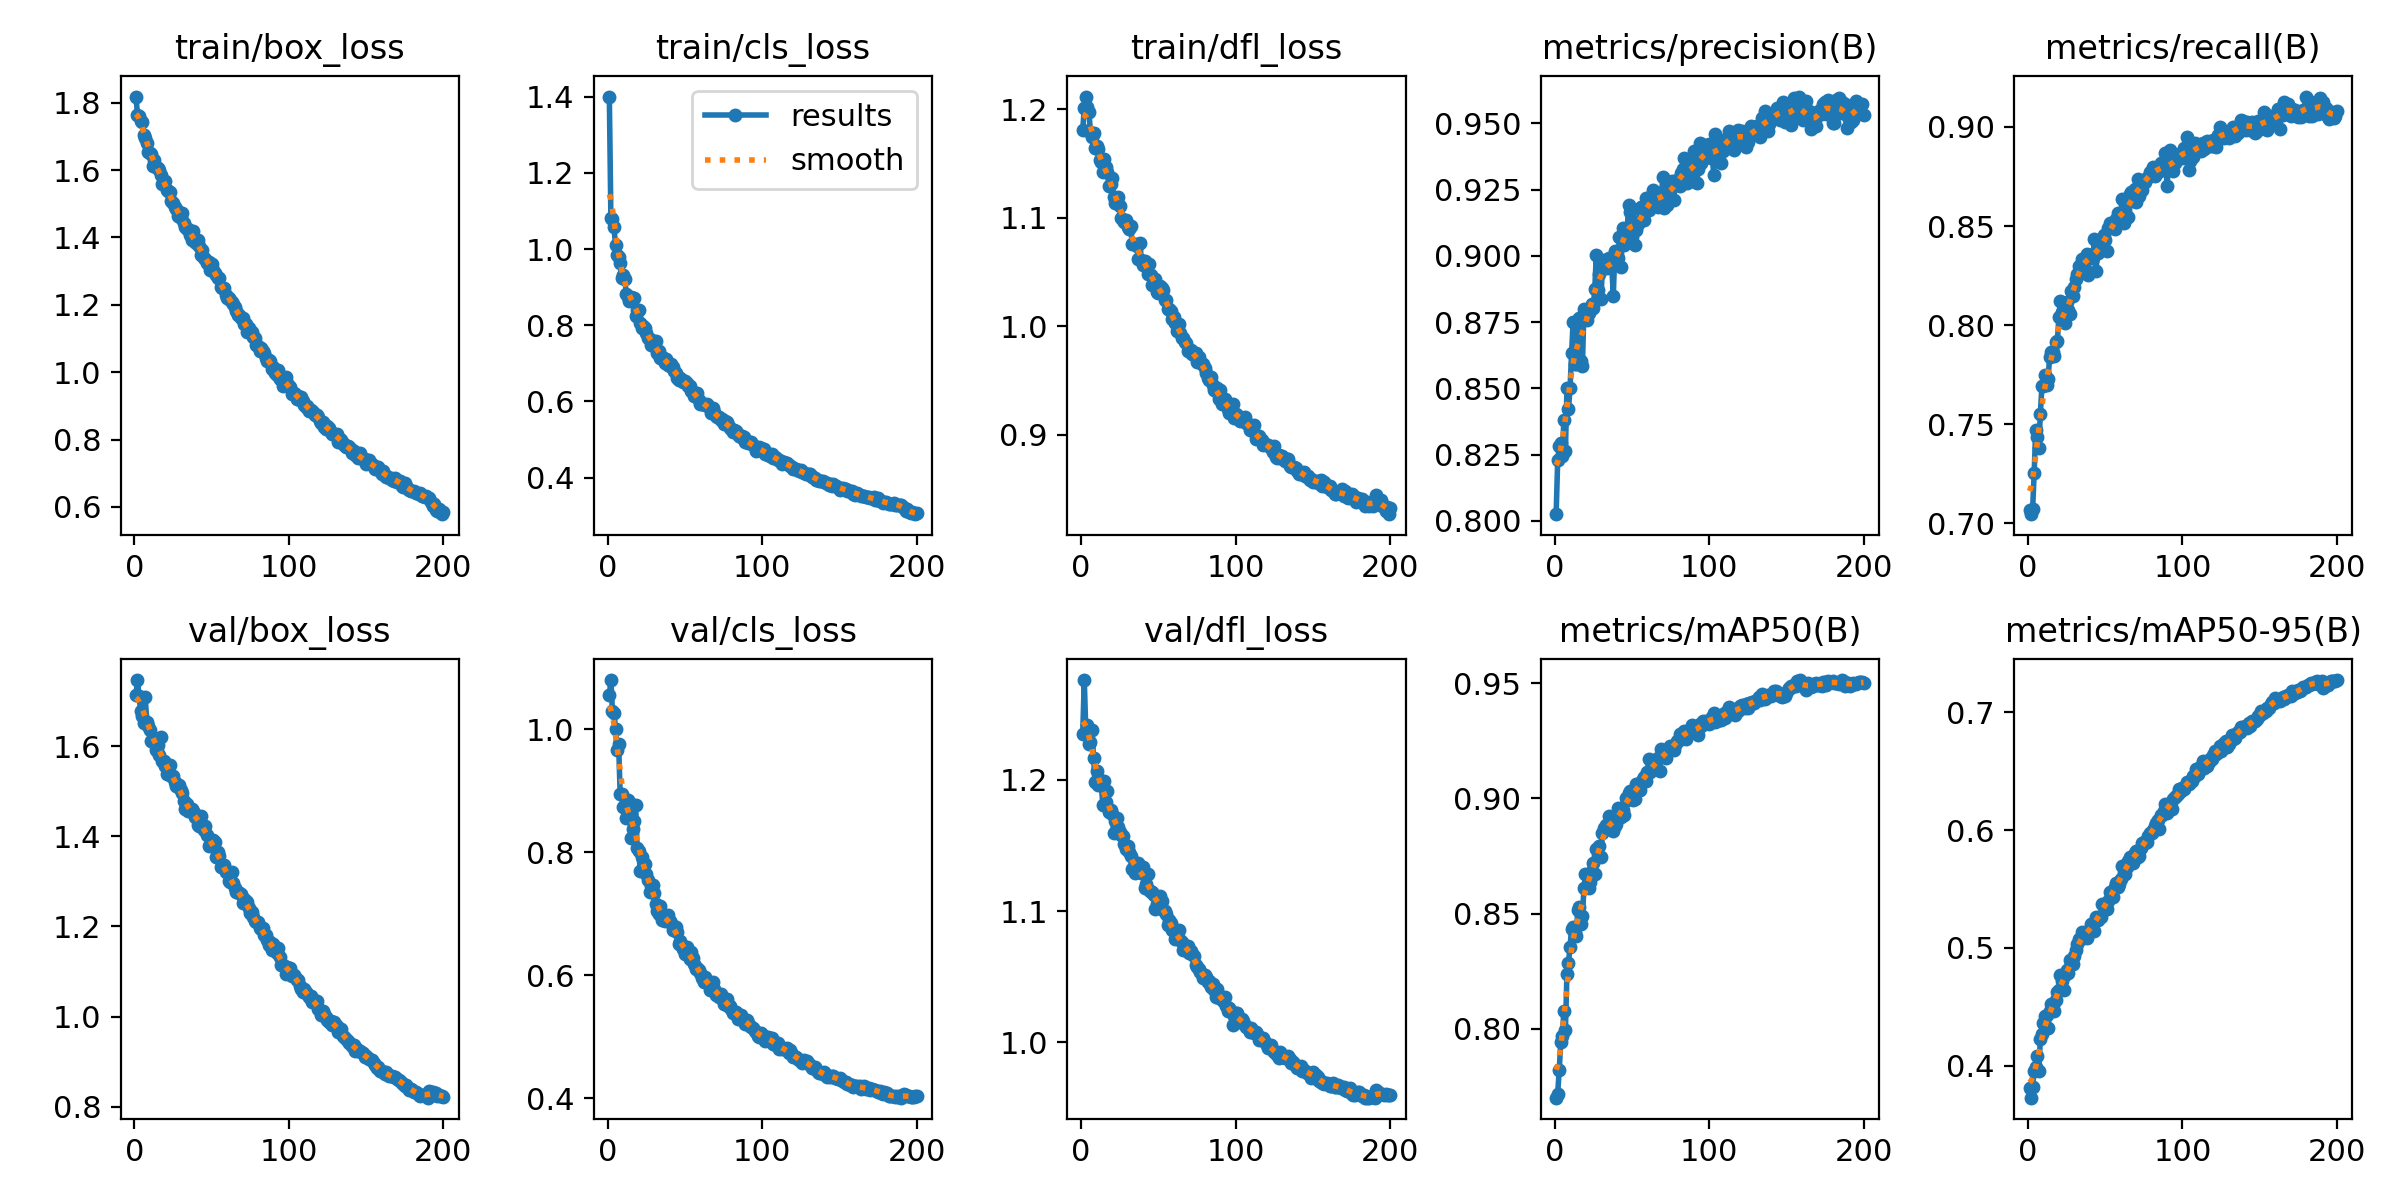 train/box_loss
1.8
1.6
1.4
1.2
1.0
0.8
0.6
0 100 200
train/cls_loss
results
smooth
1.4
1.2
1.0
0.8
0.6
0.4
0 100 200
train/dfl_loss
1.2
1.1
1.0
0.9
0 100 200
metrics/precision(B)
0.950
0.925
0.900
0.875
0.850
0.825
0.800
0 100 200
metrics/recall(B)
0.90
0.85
0.80
0.75
0.70
0 100 200
val/box_loss
1.6
1.4
1.2
1.0
0.8
0 100 200
val/cls_loss
1.0
0.8
0.6
0.4
0 100 200
val/dfl_loss
1.2
1.1
1.0
0 100 200
metrics/mAP50(B)
0.95
0.90
0.85
0.80
0 100 200
metrics/mAP50-95(B)
0.7
0.6
0.5
0.4
0 100 200